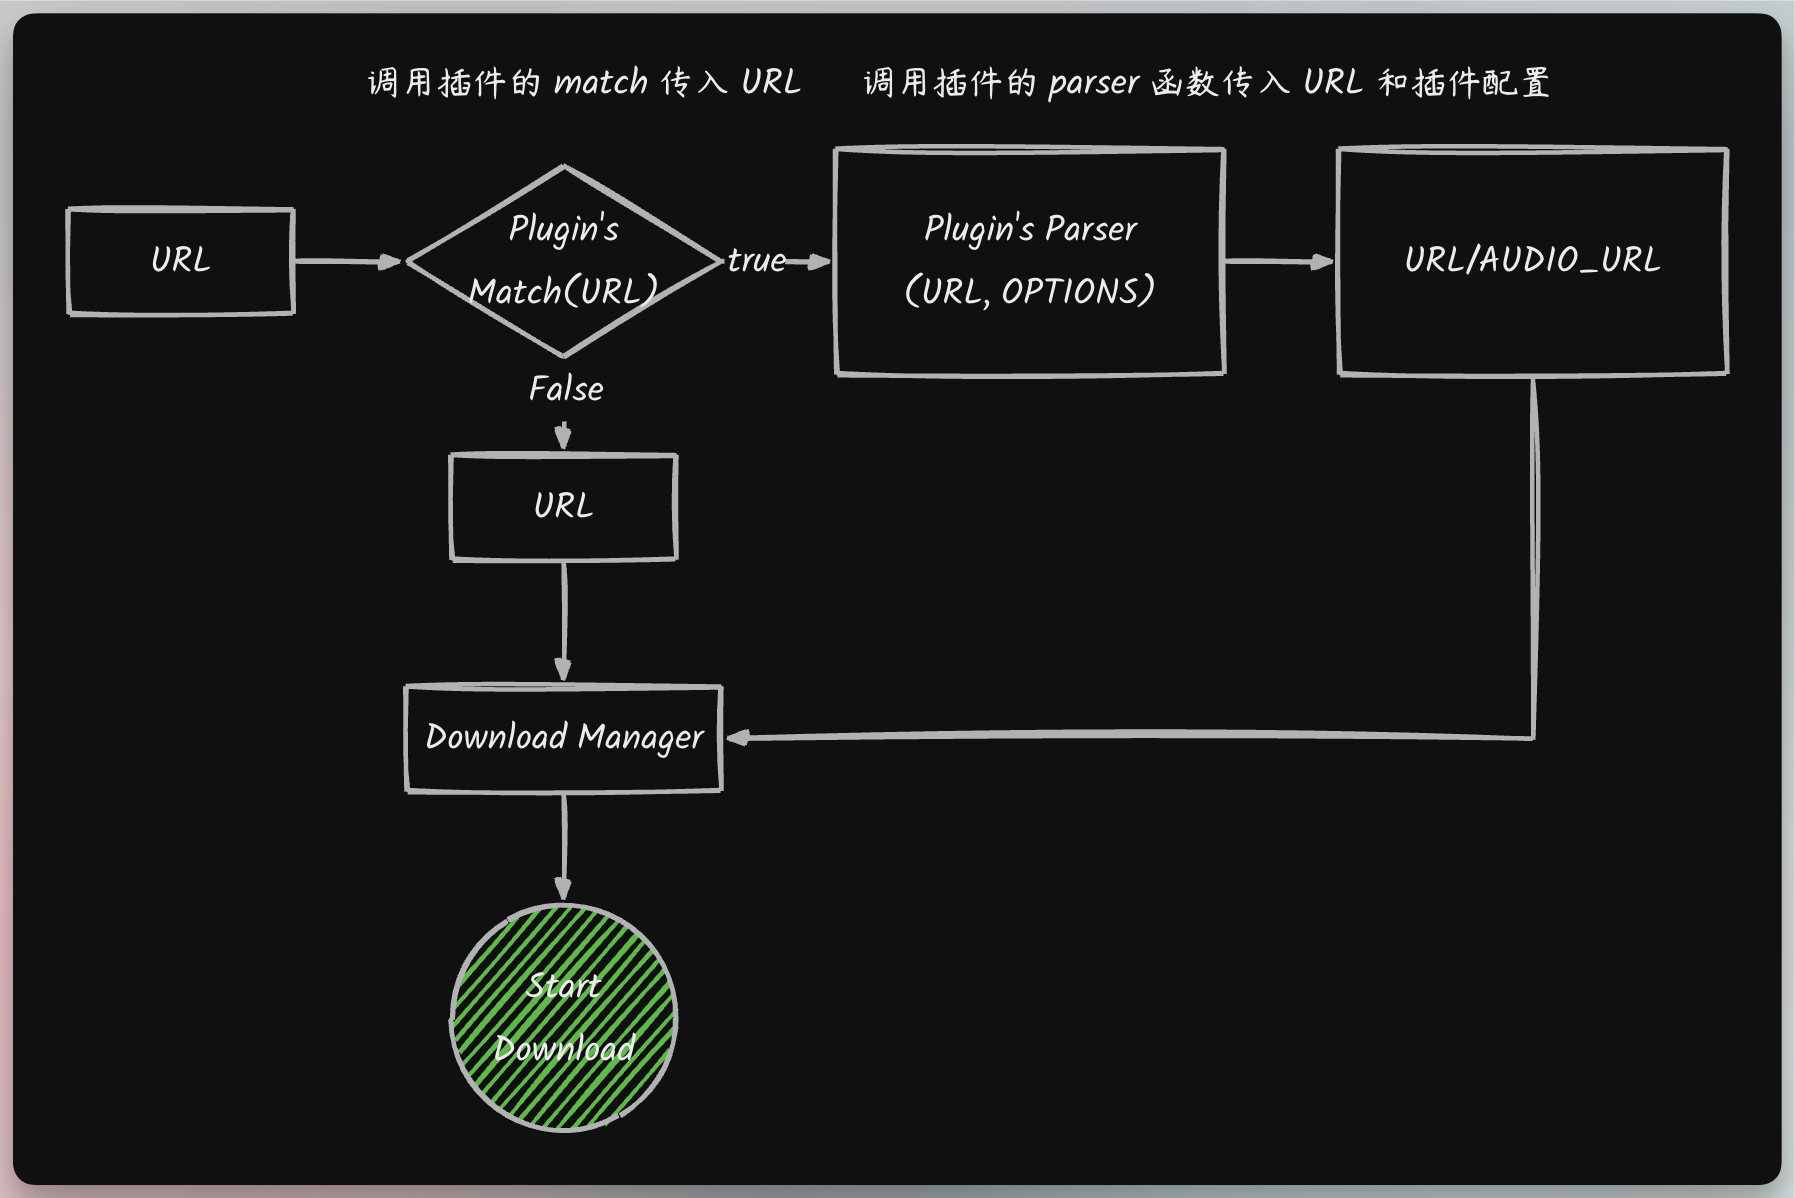 调用插件的 match 传入 URL
调用插件的 parser 函数传入 URL 和插件配置
URL
Plugin's
Match(URL)
true
Plugin's Parser
(URL, OPTIONS)
URL/AUDIO_URL
False
URL
Download Manager
Start
Download